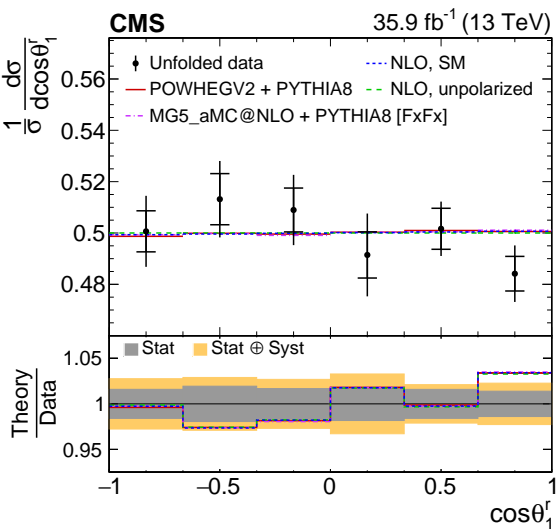 CMS 35.9 fb⁻¹ (13 TeV)
1/σ dσ/dcosθ₁ʳ
Unfolded data
NLO, SM
POWHEGV2 + PYTHIA8
NLO, unpolarized
MG5_aMC@NLO + PYTHIA8 [FxFx]
0.56
0.54
0.52
0.5
0.48
Stat
Stat ⊕ Syst
Theory/Data
1.05
1
0.95
−1 −0.5 0 0.5 1
cosθ₁ʳ